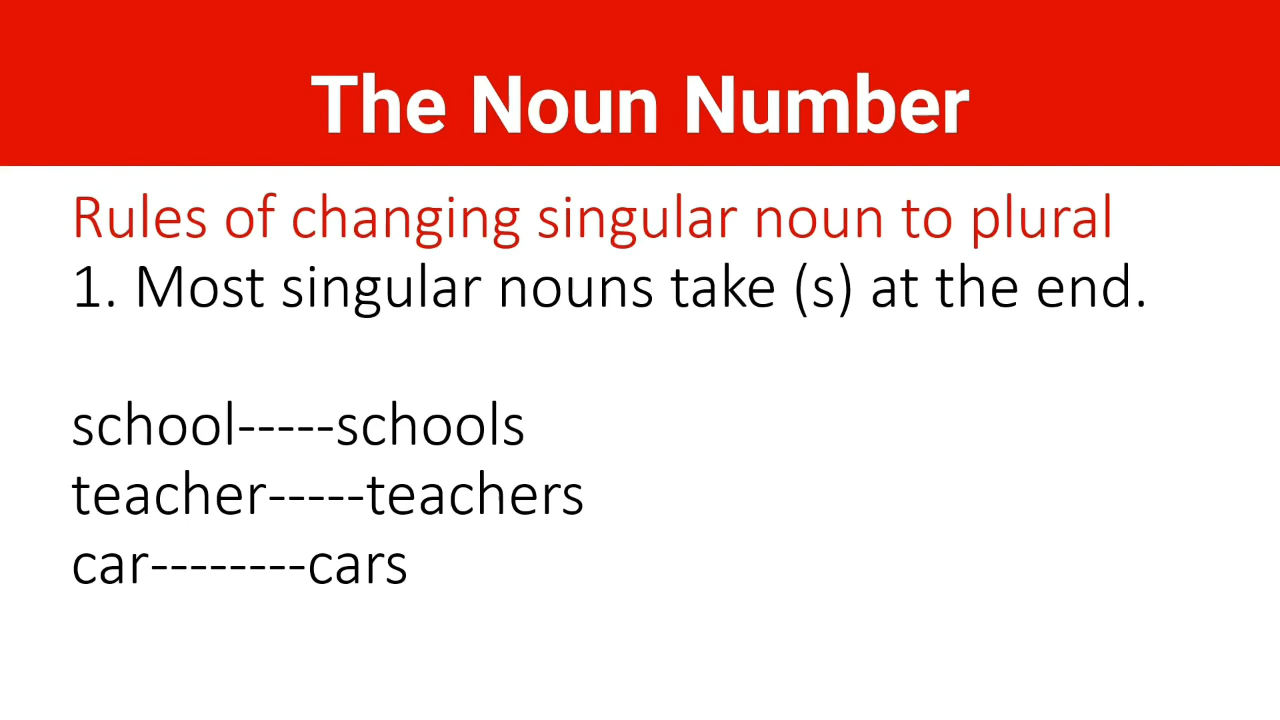 The Noun Number
Rules of changing singular noun to plural
1. Most singular nouns take (s) at the end.
school-----schools
teacher-----teachers
car--------cars